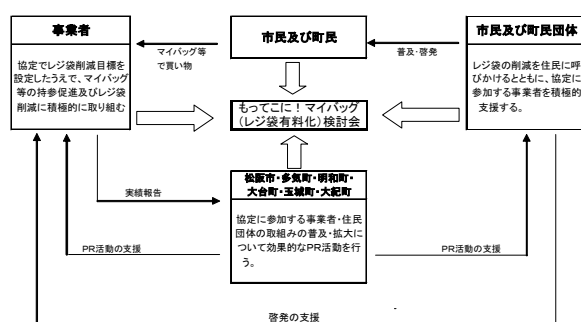 事業者
協定でレジ袋削減目標を
設定したうえで、マイバッグ
等の持参促進及びレジ袋
削減に積極的に取り組む
マイバッグ等
で買い物
市民及び町民
普及・啓発
市民及び町民団体
レジ袋の削減を住民に呼
びかけるとともに、協定に
参加する事業者を積極的
支援する。
もってこい！マイバッグ
（レジ袋有料化）検討会
松阪市・多気町・明和町・
大台町・玉城町・大紀町
協定に参加する事業者・住民
団体の取組みの普及・拡大に
ついて効果的なPR活動を行
う。
実績報告
PR活動の支援
PR活動の支援
啓発の支援